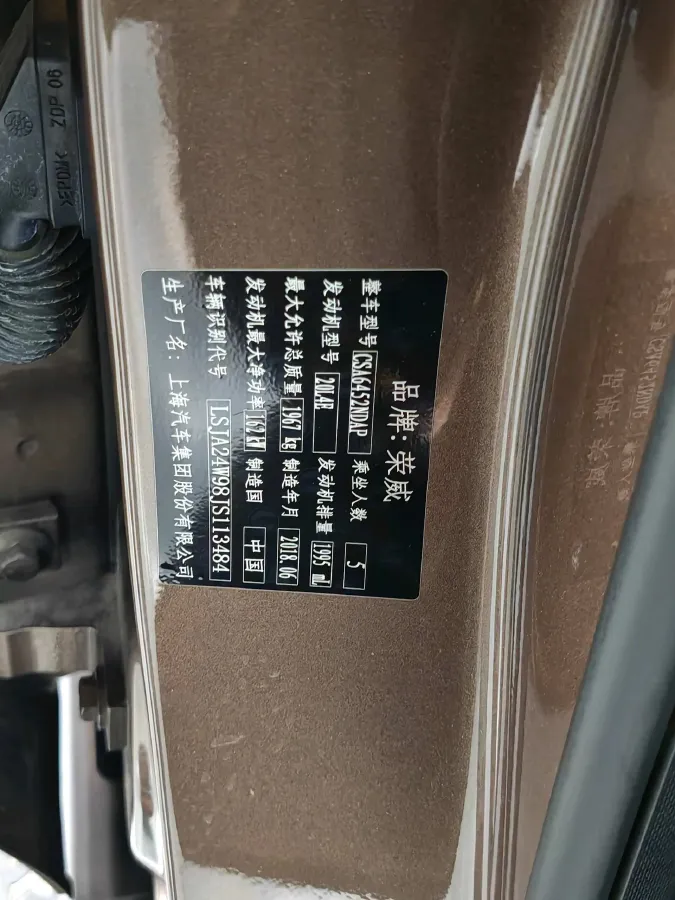 品牌: 荣威
整车型号 CSA6452NDAP 乘坐人数 5
发动机型号 20L4E 发动机排量 1995 mL
最大允许总质量 1967 kg 制造年月 2018.06
发动机最大净功率 162kW 制造国 中国
车辆识别代号 LSJA24W98JS113484
生产厂名: 上海汽车集团股份有限公司
ZDP 06
>POM<